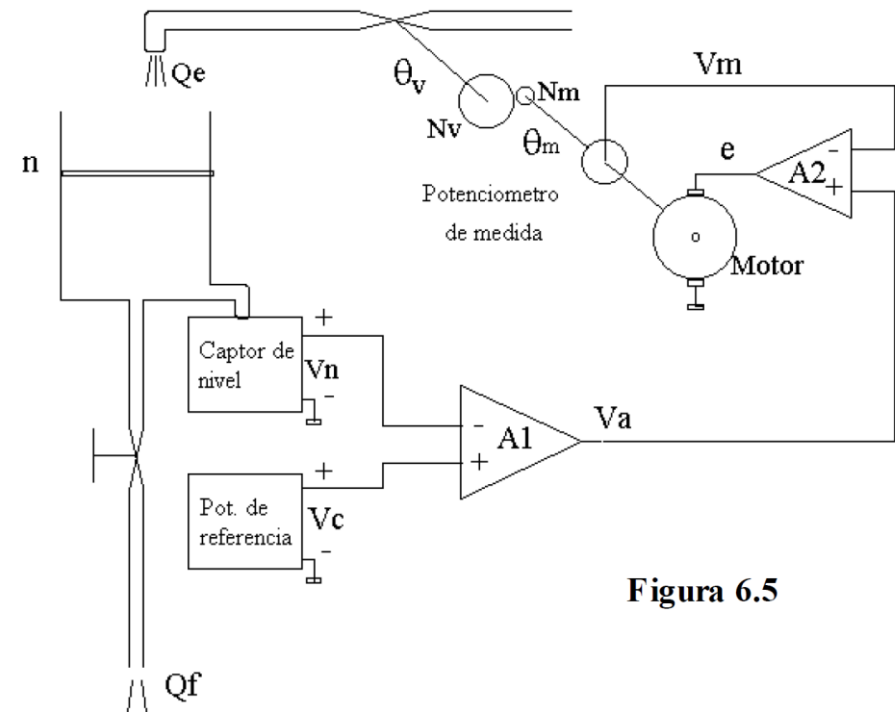 Qe
θv
Nv
Nm
θm
Vm
n
e
-
+
A2
Potenciometro
de medida
Motor
Captor de
nivel
+
Vn
-
Pot. de
referencia
+
Vc
-
-
+
A1
Va
Figura 6.5
Qf